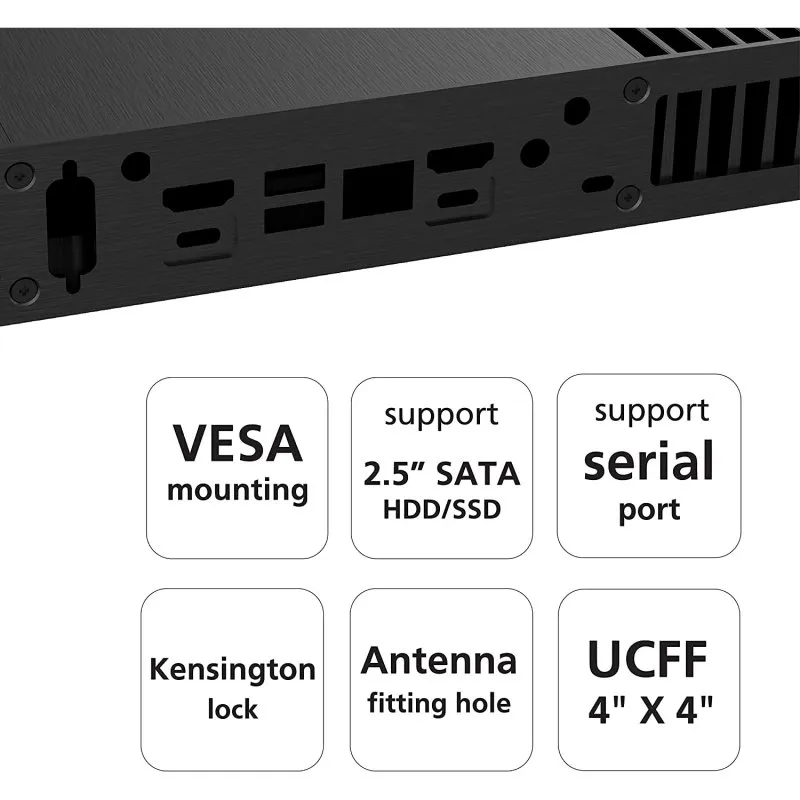 VESA
mounting
support
2.5” SATA
HDD/SSD
support
serial
port
Kensington
lock
Antenna
fitting hole
UCFF
4" X 4"